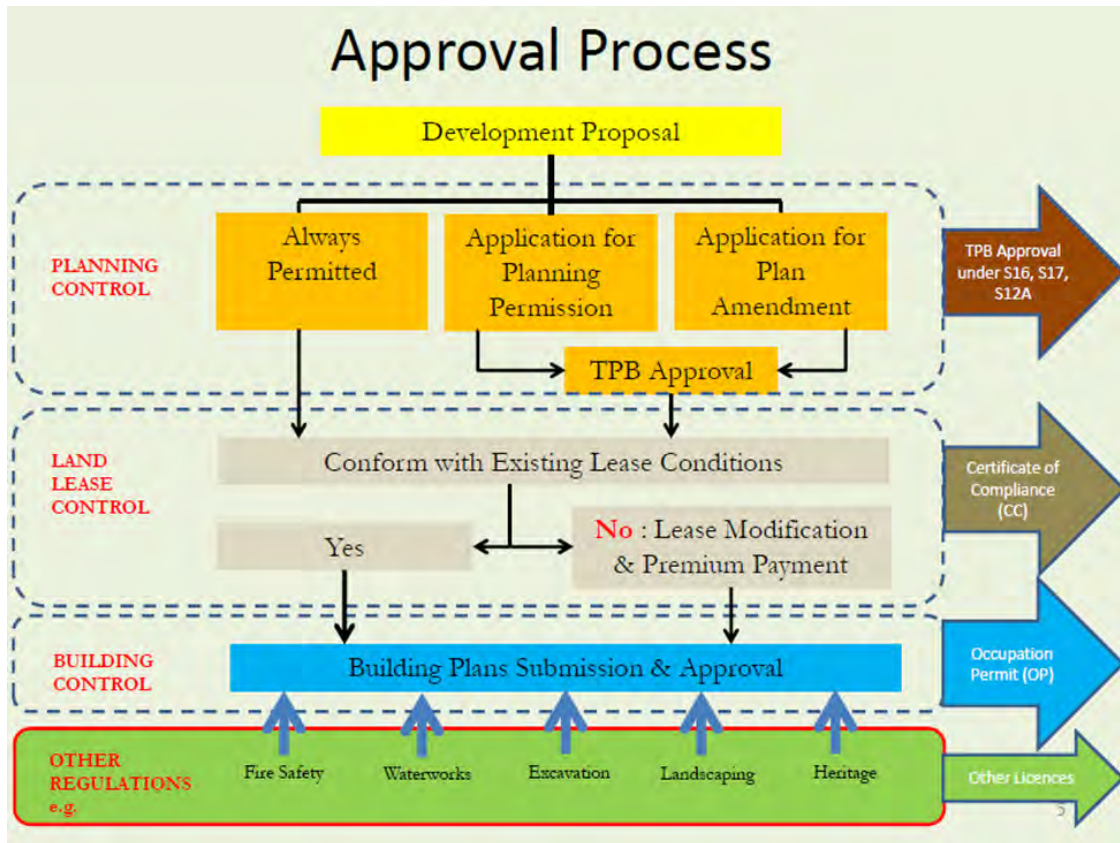 Approval Process
Development Proposal
PLANNING
CONTROL
Always
Permitted
Application for
Planning
Permission
Application for
Plan
Amendment
TPB Approval
under S16, S17,
S12A
TPB Approval
LAND
LEASE
CONTROL
Conform with Existing Lease Conditions
Yes
No : Lease Modification
& Premium Payment
Certificate of
Compliance
(CC)
BUILDING
CONTROL
Building Plans Submission & Approval
Occupation
Permit (OP)
OTHER
REGULATIONS
e.g.
Fire Safety
Waterworks
Excavation
Landscaping
Heritage
Other Licences
5